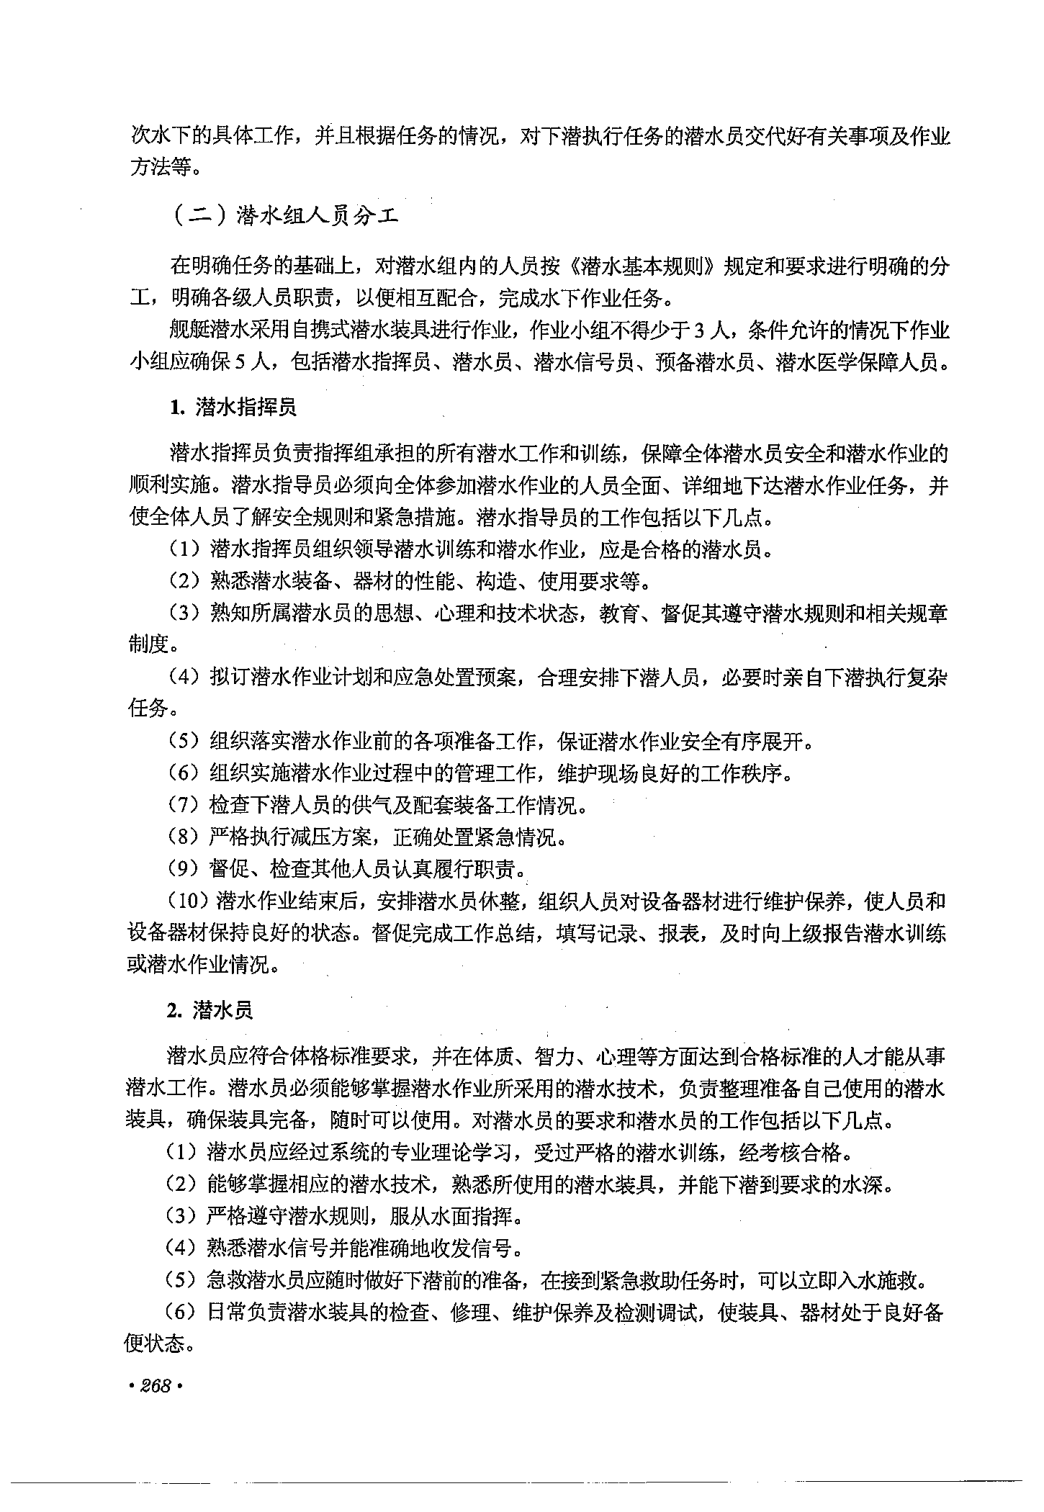 次水下的具体工作，并且根据任务的情况，对下潜执行任务的潜水员交代好有关事项及作业
方法等。
（二）潜水组人员分工
在明确任务的基础上，对潜水组内的人员按《潜水基本规则》规定和要求进行明确的分
工，明确各级人员职责，以便相互配合，完成水下作业任务。
舰艇潜水采用自携式潜水装具进行作业，作业小组不得少于 3 人，条件允许的情况下作业
小组应确保 5 人，包括潜水指挥员、潜水员、潜水信号员、预备潜水员、潜水医学保障人员。
1. 潜水指挥员
潜水指挥员负责指挥组承担的所有潜水工作和训练，保障全体潜水员安全和潜水作业的
顺利实施。潜水指导员必须向全体参加潜水作业的人员全面、详细地下达潜水作业任务，并
使全体人员了解安全规则和紧急措施。潜水指导员的工作包括以下几点。
（1）潜水指挥员组织领导潜水训练和潜水作业，应是合格的潜水员。
（2）熟悉潜水装备、器材的性能、构造、使用要求等。
（3）熟知所属潜水员的思想、心理和技术状态，教育、督促其遵守潜水规则和相关规章
制度。
（4）拟订潜水作业计划和应急处置预案，合理安排下潜人员，必要时亲自下潜执行复杂
任务。
（5）组织落实潜水作业前的各项准备工作，保证潜水作业安全有序展开。
（6）组织实施潜水作业过程中的管理工作，维护现场良好的工作秩序。
（7）检查下潜人员的供气及配套装备工作情况。
（8）严格执行减压方案，正确处置紧急情况。
（9）督促、检查其他人员认真履行职责。
（10）潜水作业结束后，安排潜水员休整，组织人员对设备器材进行维护保养，使人员和
设备器材保持良好的状态。督促完成工作总结，填写记录、报表，及时向上级报告潜水训练
或潜水作业情况。
2. 潜水员
潜水员应符合体格标准要求，并在体质、智力、心理等方面达到合格标准的人才能从事
潜水工作。潜水员必须能够掌握潜水作业所采用的潜水技术，负责整理准备自己使用的潜水
装具，确保装具完备，随时可以使用。对潜水员的要求和潜水员的工作包括以下几点。
（1）潜水员应经过系统的专业理论学习，受过严格的潜水训练，经考核合格。
（2）能够掌握相应的潜水技术，熟悉所使用的潜水装具，并能下潜到要求的水深。
（3）严格遵守潜水规则，服从水面指挥。
（4）熟悉潜水信号并能准确地收发信号。
（5）急救潜水员应随时做好下潜前的准备，在接到紧急救助任务时，可以立即入水施救。
（6）日常负责潜水装具的检查、修理、维护保养及检测调试，使装具、器材处于良好备
便状态。
·268·